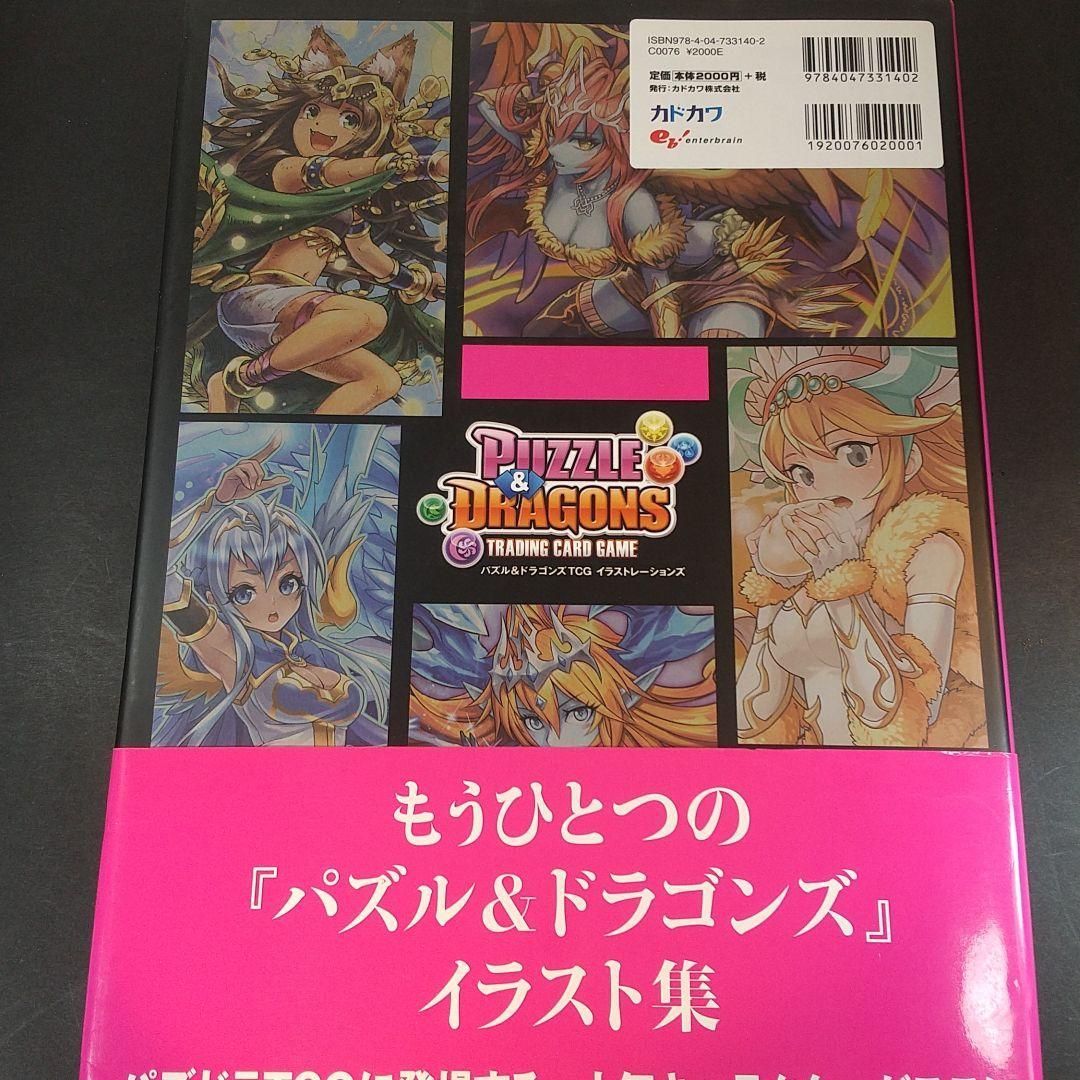 ISBN978-4-04-733140-2
C0076 ¥2000E
定価 本体2000円 +税
発行:カドカワ株式会社
カドカワ
eb! enterbrain
9784047331402
1920076020001
PUZZLE
&
DRAGONS
TRADING CARD GAME
パズル&ドラゴンズTCG イラストレーションズ
もうひとつの
『パズル&ドラゴンズ』
イラスト集